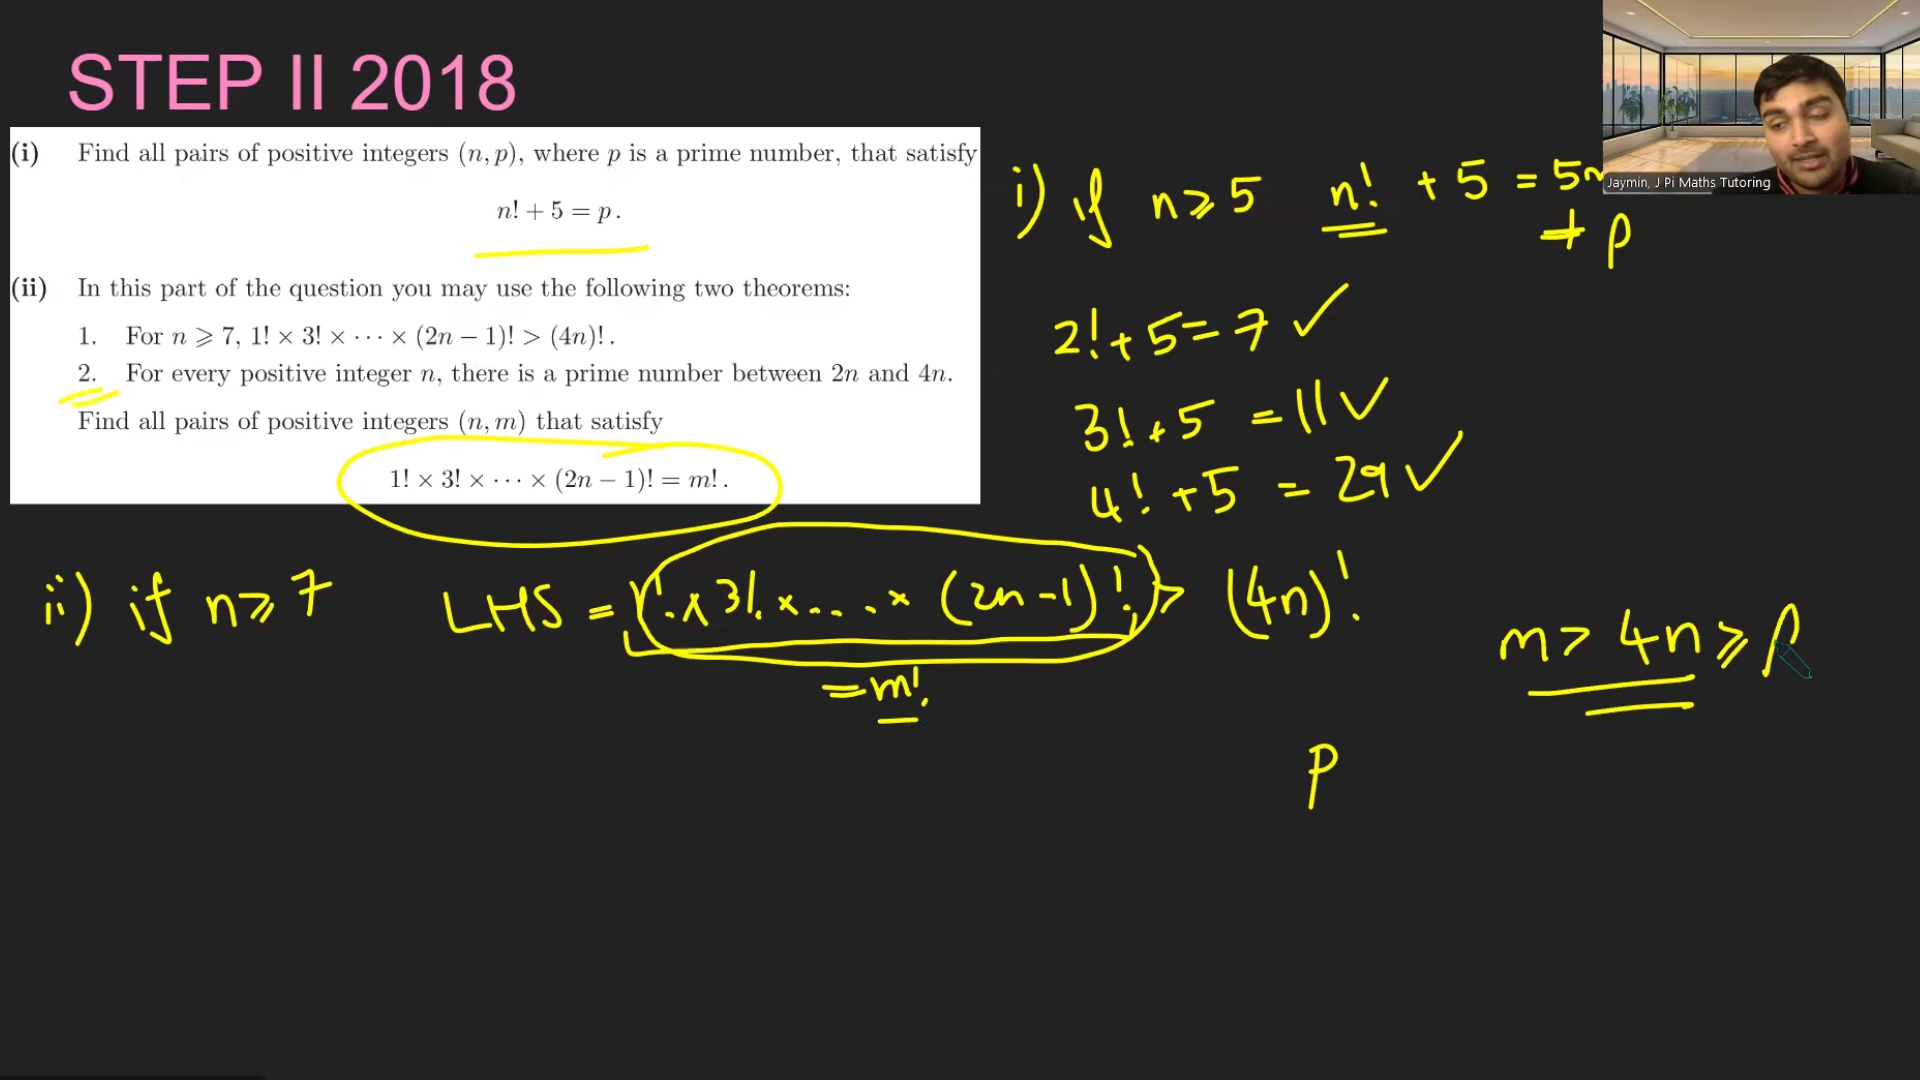 STEP II 2018
(i) Find all pairs of positive integers (n, p), where p is a prime number, that satisfy
n! + 5 = p .
(ii) In this part of the question you may use the following two theorems:
1. For n ⩾ 7, 1! × 3! × · · · × (2n − 1)! > (4n)! .
2. For every positive integer n, there is a prime number between 2n and 4n.
Find all pairs of positive integers (n, m) that satisfy
1! × 3! × · · · × (2n − 1)! = m! .
Jaymin, J Pi Maths Tutoring
i) if n ⩾ 5 n! + 5 = 5m
≠ p
2! + 5 = 7 ✓
3! + 5 = 11 ✓
4! + 5 = 29 ✓
ii) if n ⩾ 7 LHS = 1! × 3! × ... × (2n − 1)! > (4n)!
= m!
m > 4n ⩾ p
p